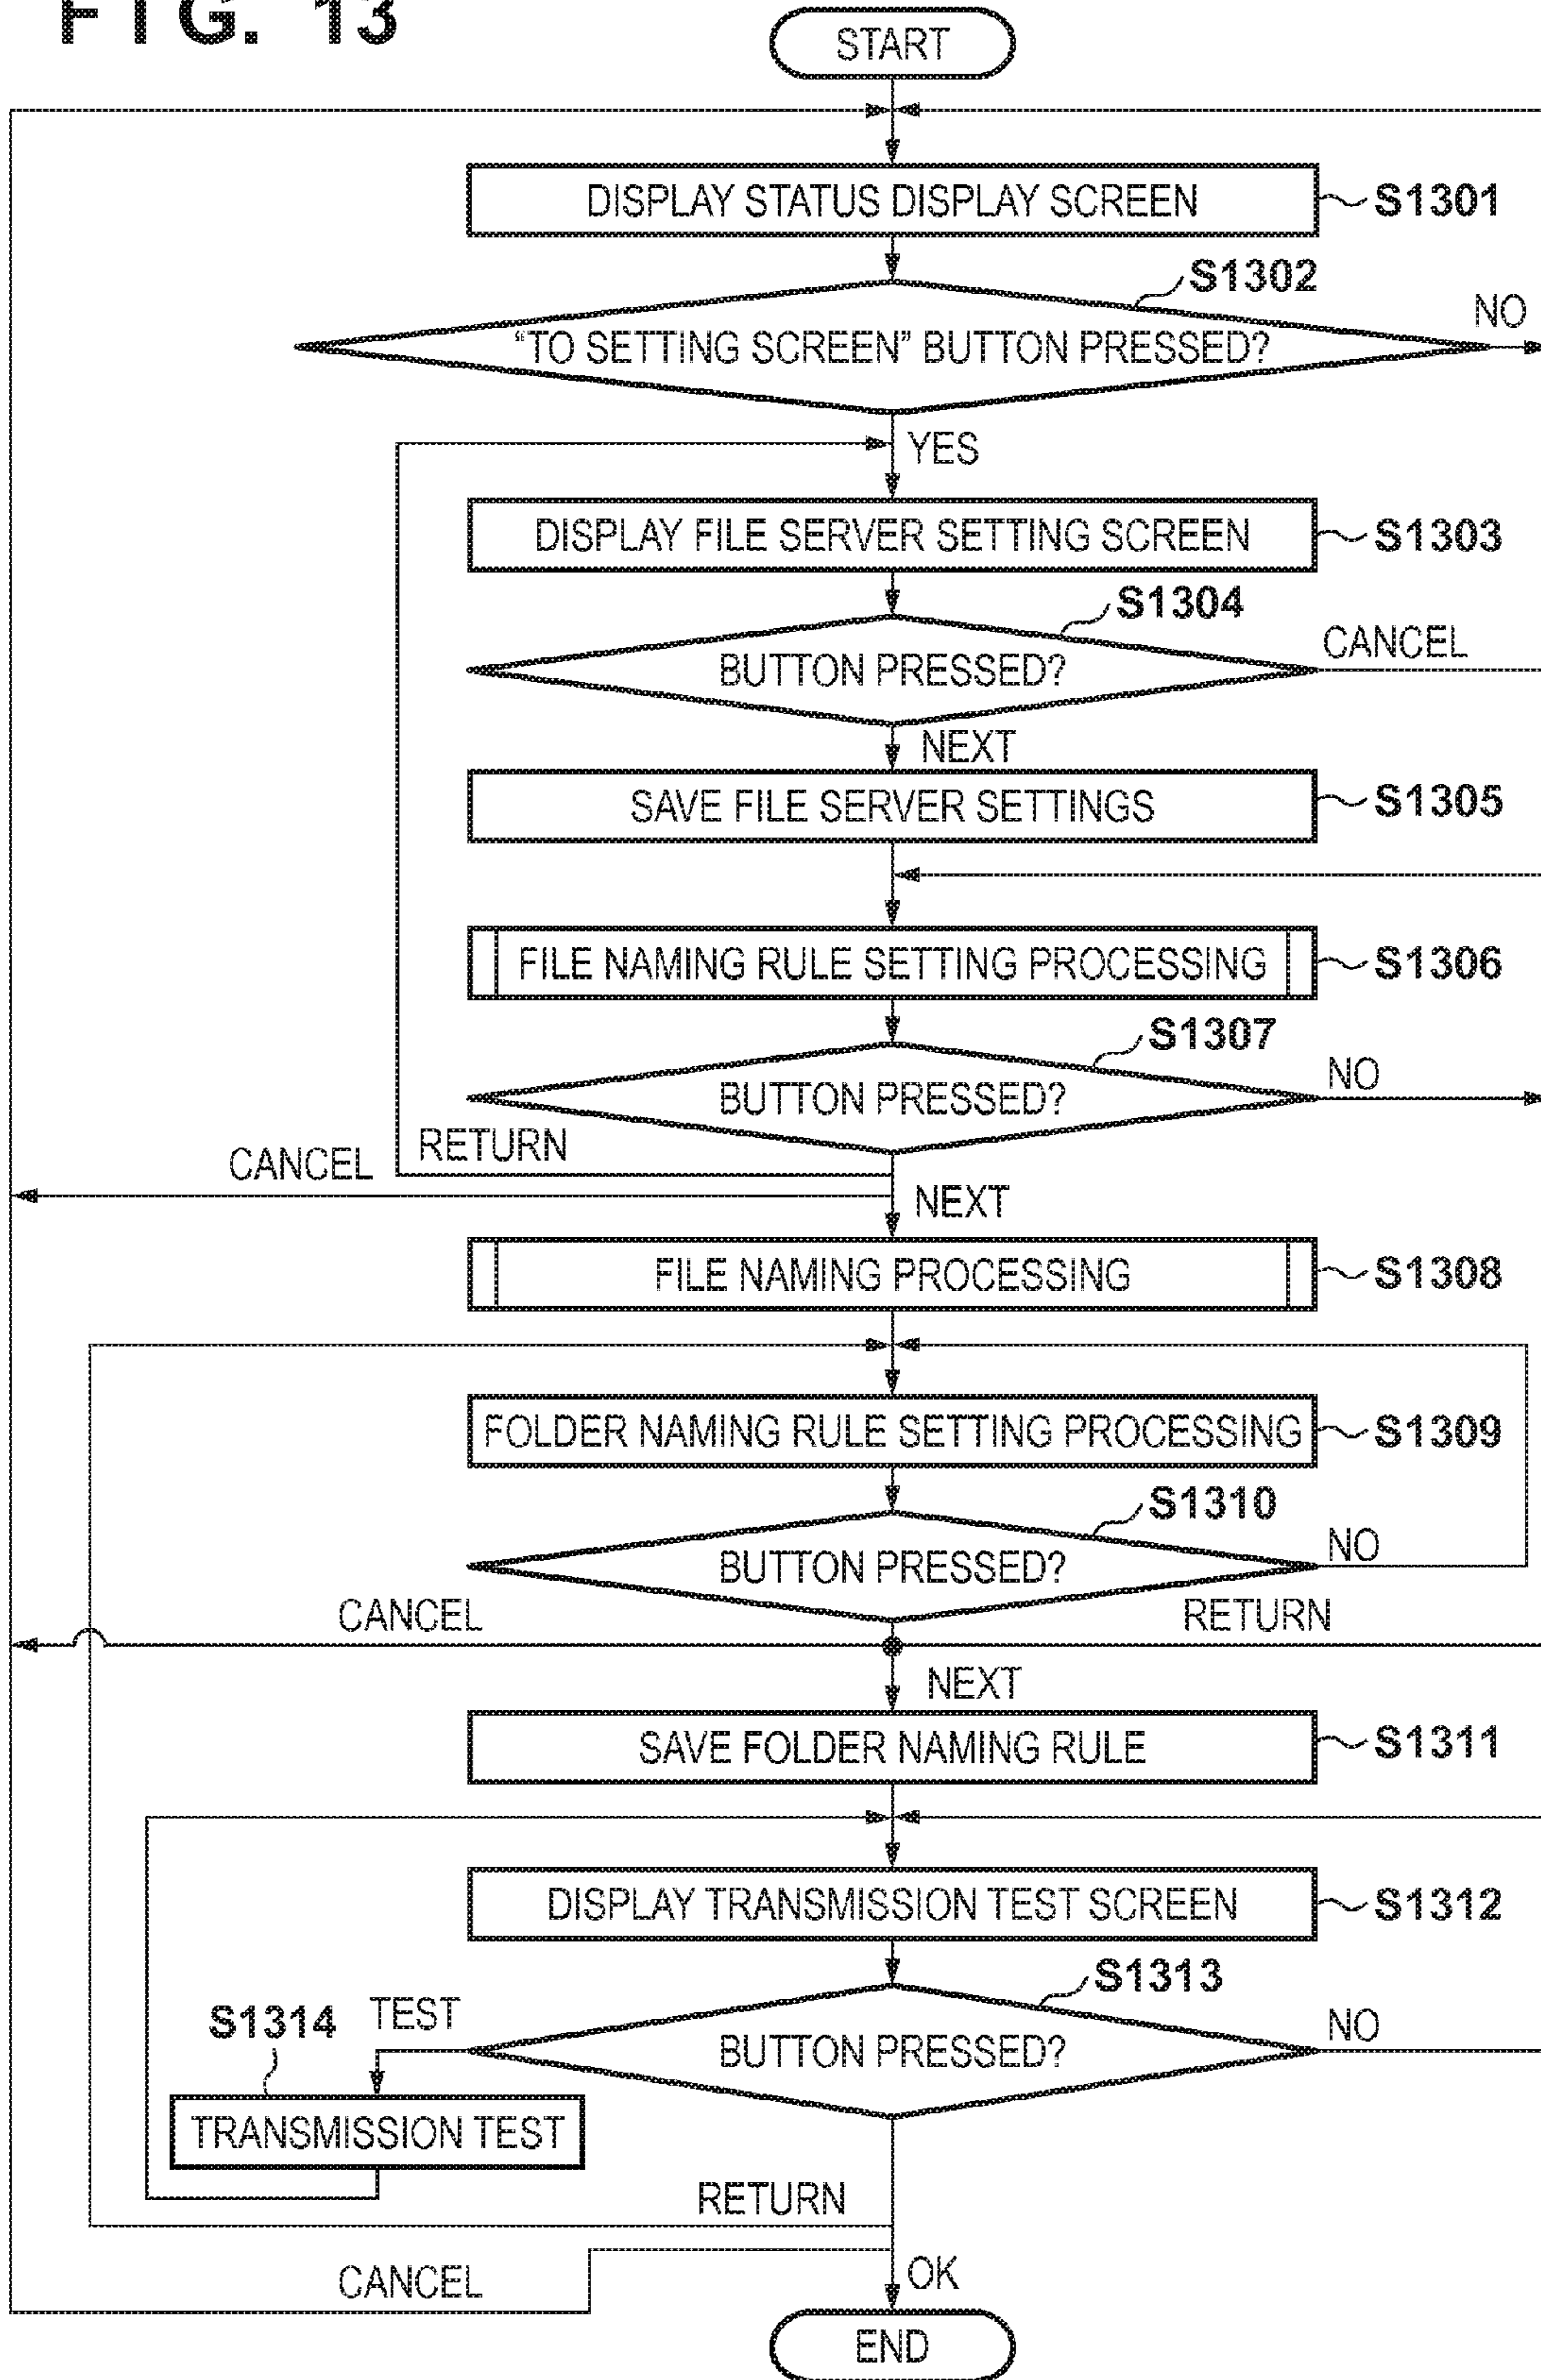 FIG. 13
START
DISPLAY STATUS DISPLAY SCREEN
S1301
S1302
"TO SETTING SCREEN" BUTTON PRESSED?
NO
YES
DISPLAY FILE SERVER SETTING SCREEN
S1303
S1304
BUTTON PRESSED?
CANCEL
NEXT
SAVE FILE SERVER SETTINGS
S1305
FILE NAMING RULE SETTING PROCESSING
S1306
S1307
BUTTON PRESSED?
NO
RETURN
CANCEL
NEXT
FILE NAMING PROCESSING
S1308
FOLDER NAMING RULE SETTING PROCESSING
S1309
S1310
BUTTON PRESSED?
NO
CANCEL
RETURN
NEXT
SAVE FOLDER NAMING RULE
S1311
DISPLAY TRANSMISSION TEST SCREEN
S1312
S1313
S1314
TEST
BUTTON PRESSED?
NO
TRANSMISSION TEST
RETURN
CANCEL
OK
END